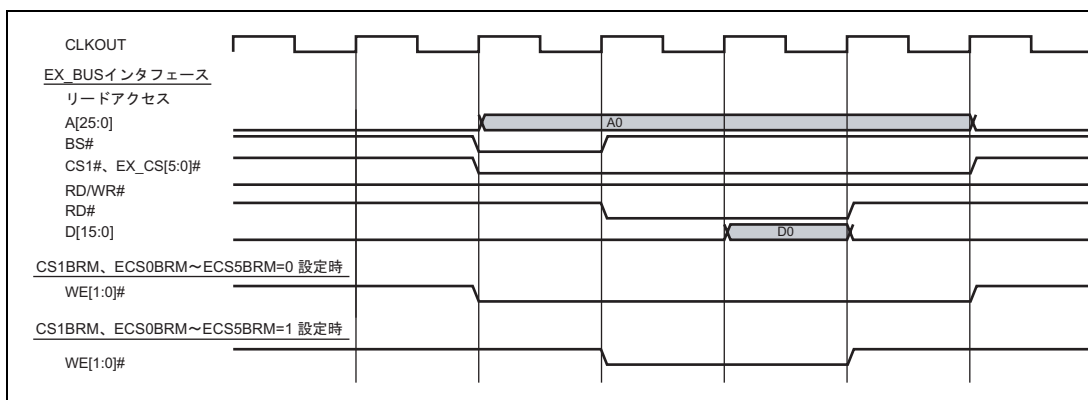 CLKOUT
EX_BUSインタフェース
リードアクセス
A[25:0]
A0
BS#
CS1#、EX_CS[5:0]#
RD/WR#
RD#
D[15:0]
D0
CS1BRM、ECS0BRM～ECS5BRM=0 設定時
WE[1:0]#
CS1BRM、ECS0BRM～ECS5BRM=1 設定時
WE[1:0]#